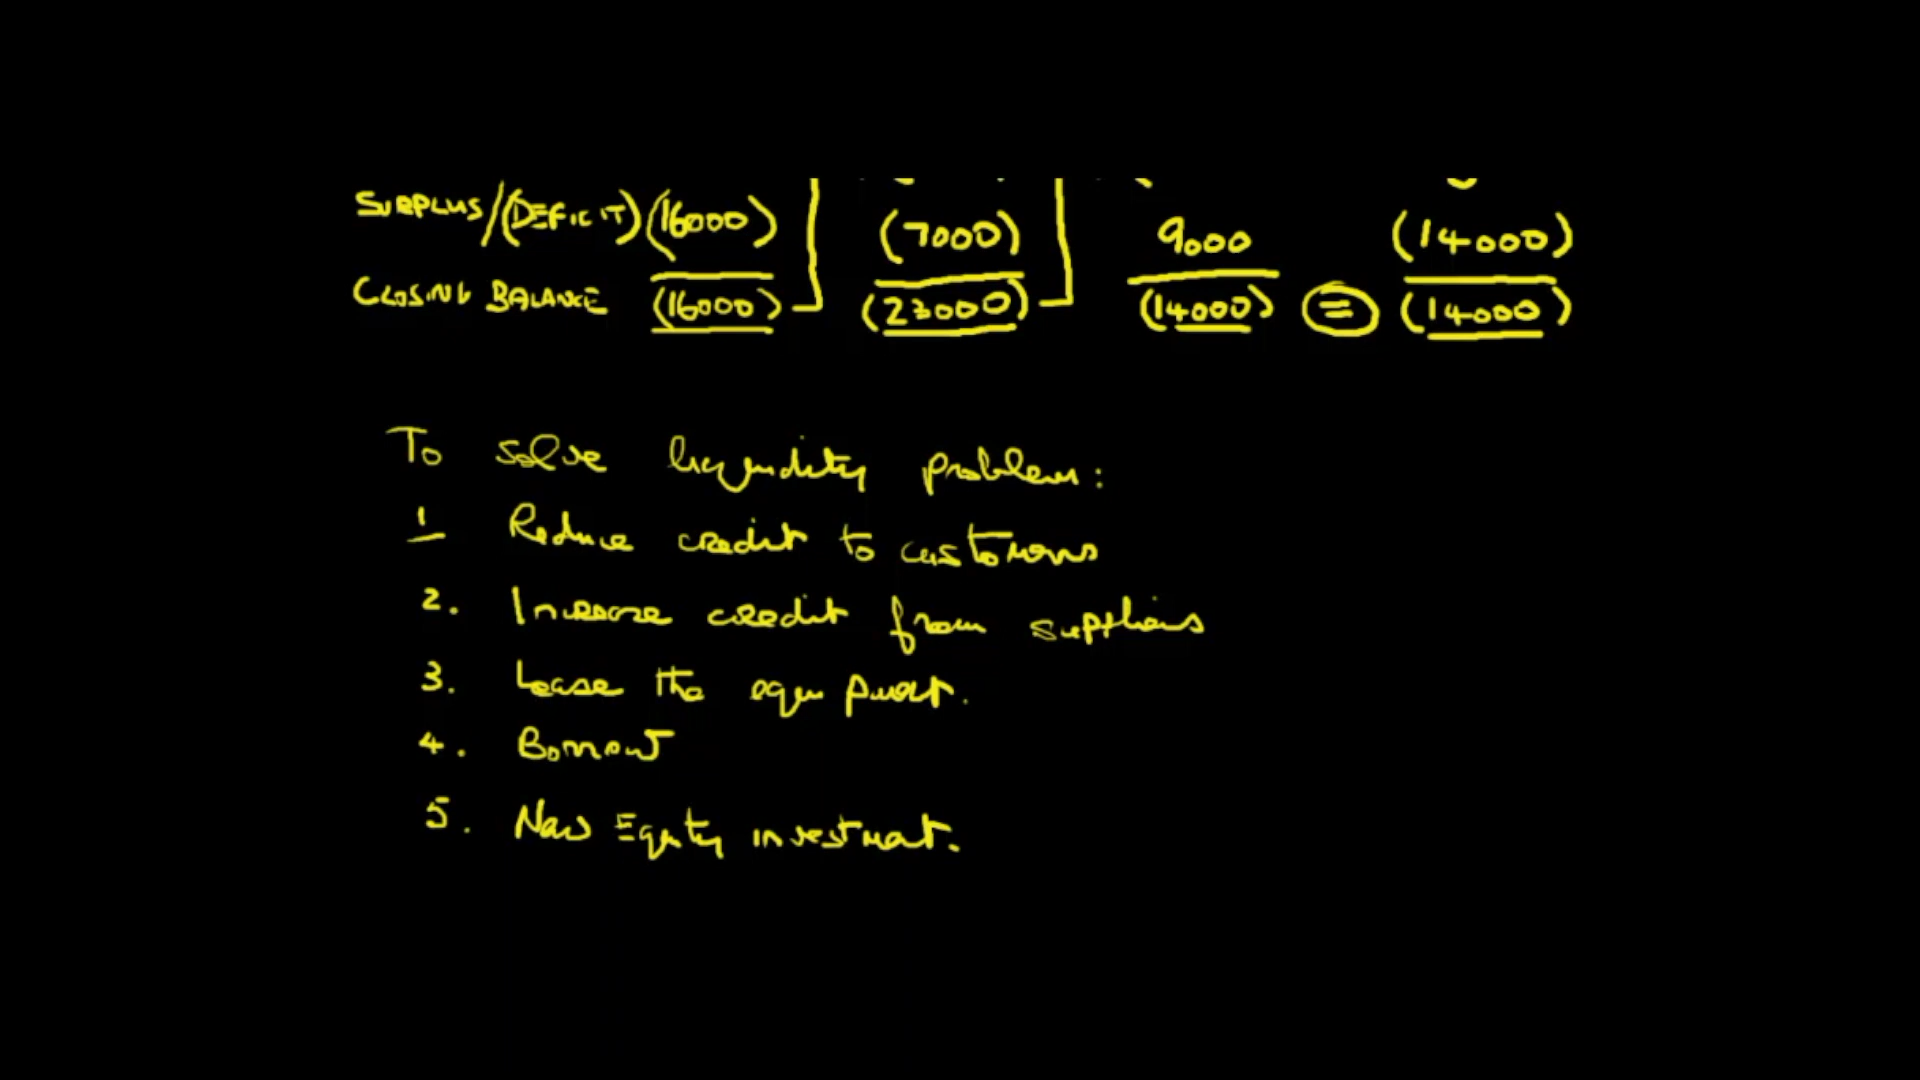 SURPLUS/(DEFICIT) (16000) (7000) 9000 (14000)
CLOSING BALANCE (16000) (23000) (14000) = (14000)
To solve liquidity problem:
1 Reduce credit to customers
2. Increase credit from suppliers
3. Lease the equipment.
4. Borrow
5. New Equity investment.